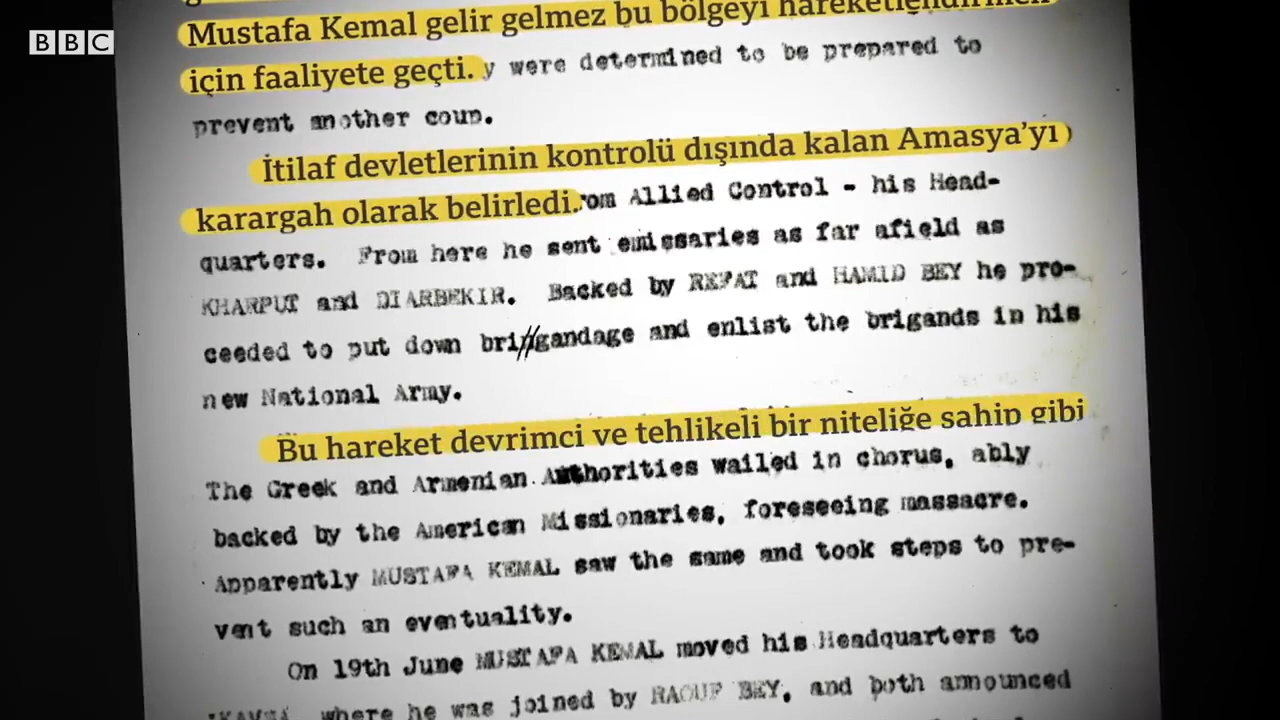 BBC
Mustafa Kemal gelir gelmez bu bölgeyi hareketlendirmek
için faaliyete geçti. y were determined to be prepared to
prevent another coup.
İtilaf devletlerinin kontrolü dışında kalan Amasya'yı
karargah olarak belirledi. rom Allied Control - his Head-
quarters. From here he sent emissaries as far afield as
KHARPUT and DIARBEKIR. Backed by REFAT and HAMID BEY he pro-
ceeded to put down bri//gandage and enlist the brigands in his
new National Army.
Bu hareket devrimci ve tehlikeli bir niteliğe sahip gibi
The Greek and Armenian Authorities wailed in chorus, ably
backed by the American Missionaries, foreseeing massacre.
Apparently MUSTAFA KEMAL saw the same and took steps to pre-
vent such an eventuality.
On 19th June MUSTAFA KEMAL moved his Headquarters to
where he was joined by RAOUF BEY, and both announced